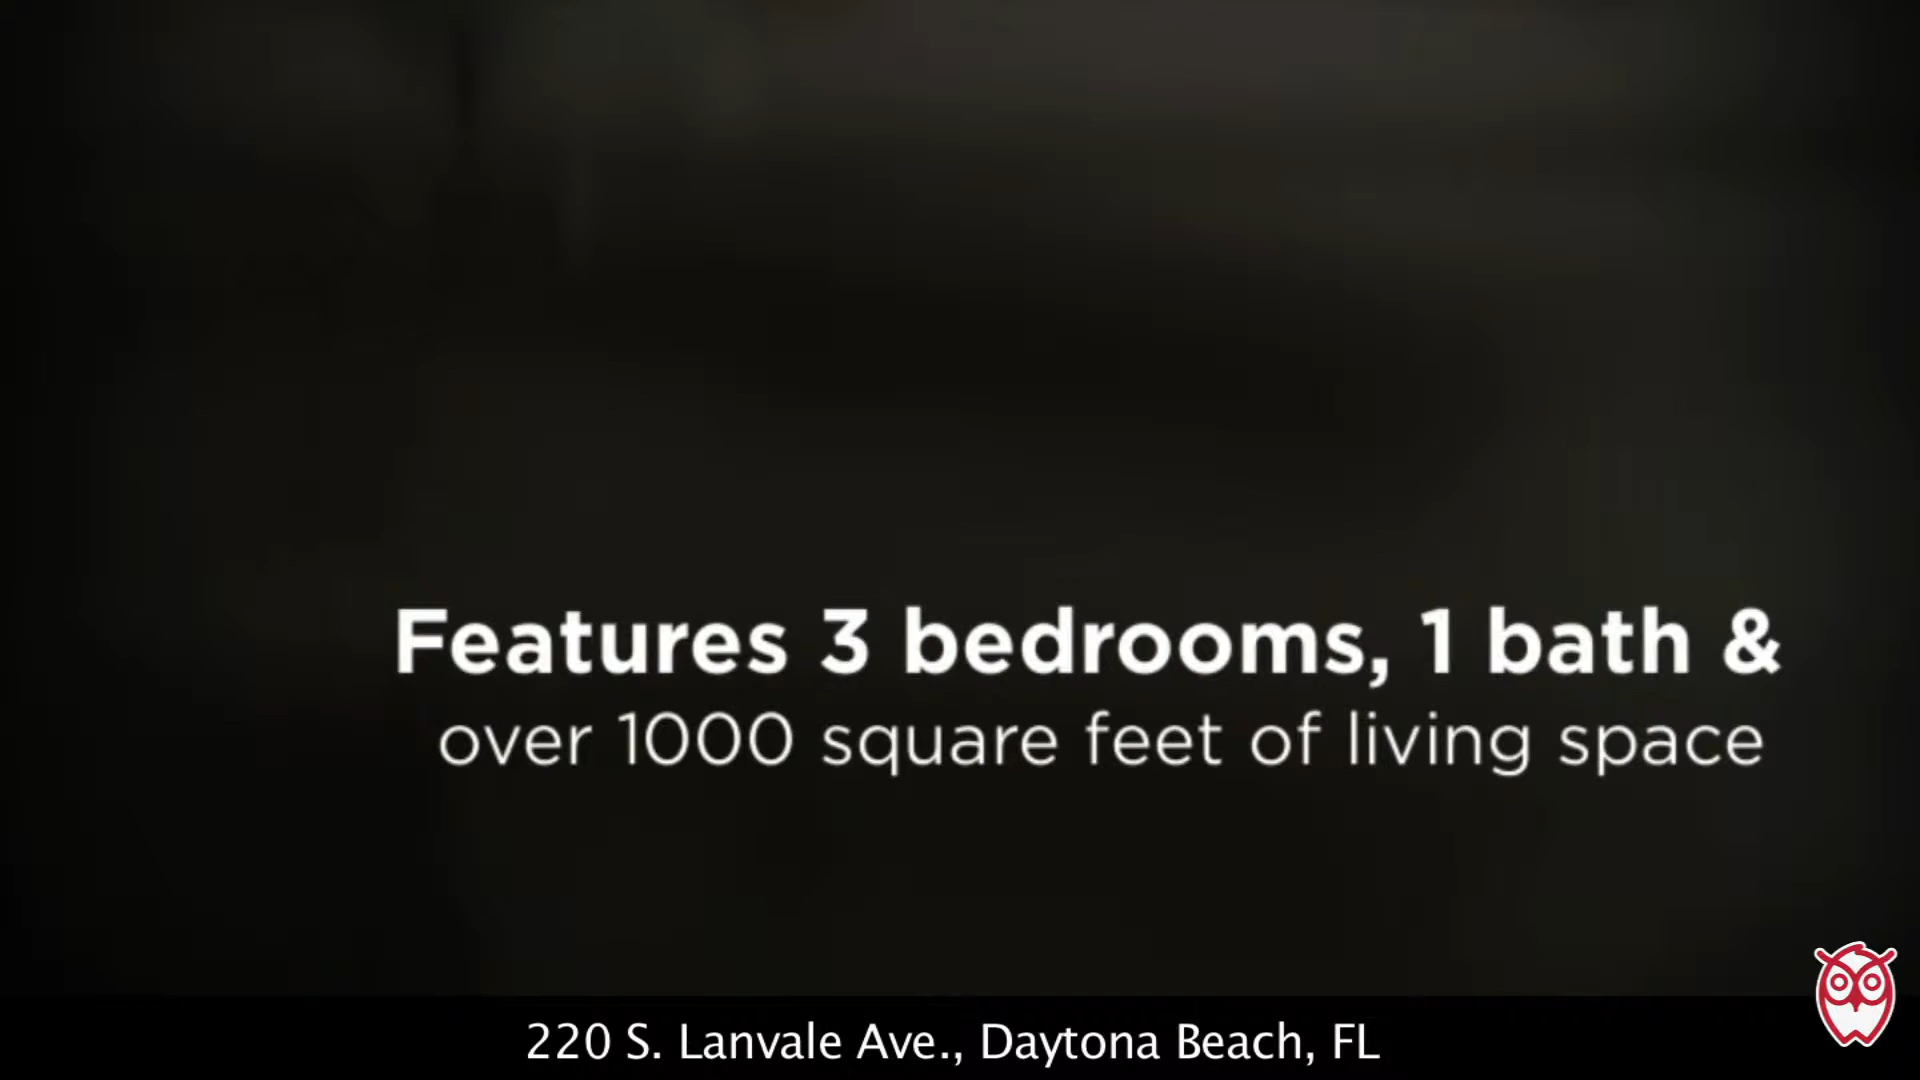 Features 3 bedrooms, 1 bath &
over 1000 square feet of living space
220 S. Lanvale Ave., Daytona Beach, FL